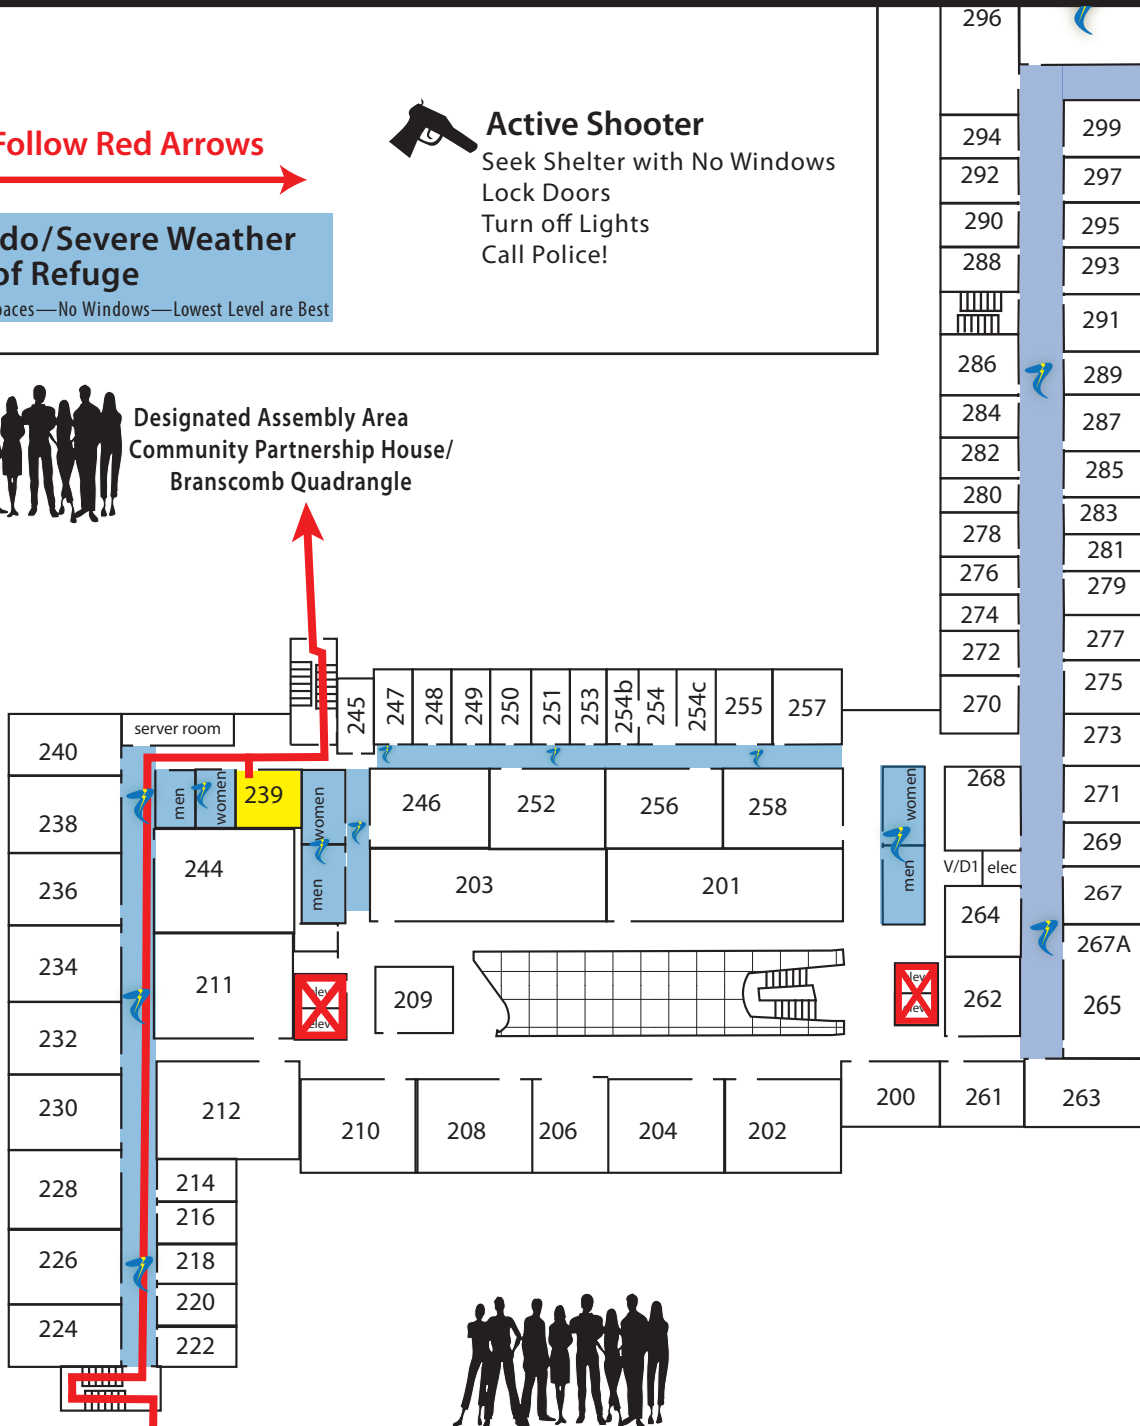 Follow Red Arrows
do/Severe Weather
of Refuge
paces—No Windows—Lowest Level are Best
Active Shooter
Seek Shelter with No Windows
Lock Doors
Turn off Lights
Call Police!
Designated Assembly Area
Community Partnership House/
Branscomb Quadrangle
296
294
292
290
288
286
284
282
280
278
276
274
272
270
299
297
295
293
291
289
287
285
283
281
279
277
275
273
271
269
267
267A
265
263
268
V/D1 elec
264
262
261
200
women
men
elev
elev
245
247
248
249
250
251
253
254b
254
254c
255
257
246
252
256
258
203
201
209
server room
men
women
239
women
men
240
238
236
234
232
230
228
226
224
244
211
elev
elev
212
210
208
206
204
202
214
216
218
220
222